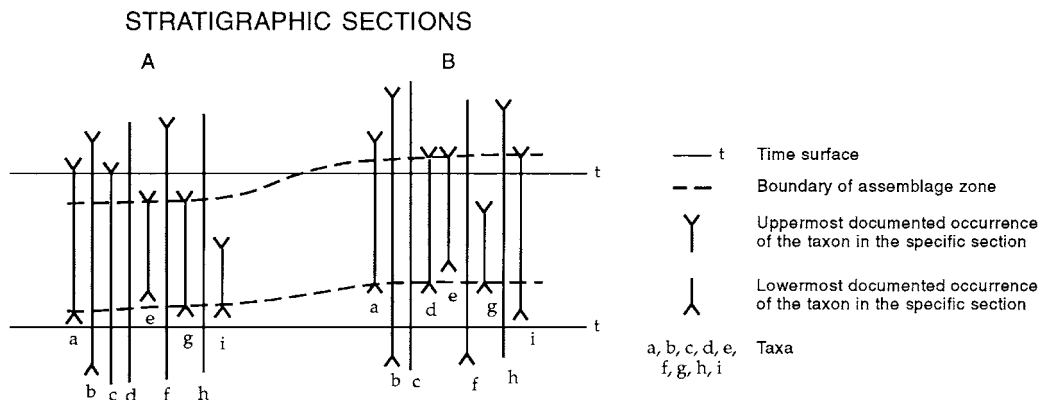 STRATIGRAPHIC SECTIONS
A
B
t
t
a
b
c
d
e
f
g
h
i
a
b
c
d
e
f
g
h
i
t Time surface
Boundary of assemblage zone
Uppermost documented occurrence
of the taxon in the specific section
Lowermost documented occurrence
of the taxon in the specific section
a, b, c, d, e, Taxa
f, g, h, i